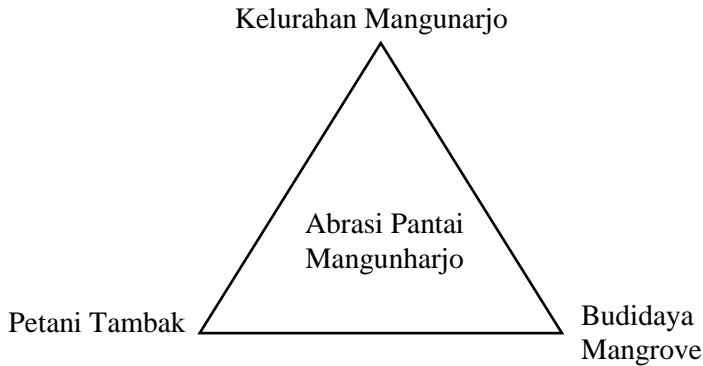 Kelurahan Mangunarjo
Abrasi Pantai
Mangunharjo
Petani Tambak
Budidaya
Mangrove